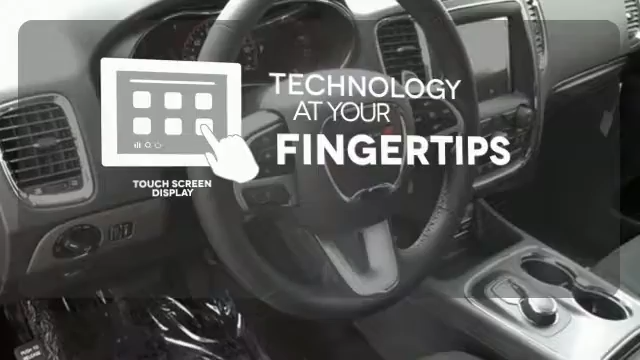 TECHNOLOGY
AT YOUR
FINGERTIPS
TOUCH SCREEN
DISPLAY